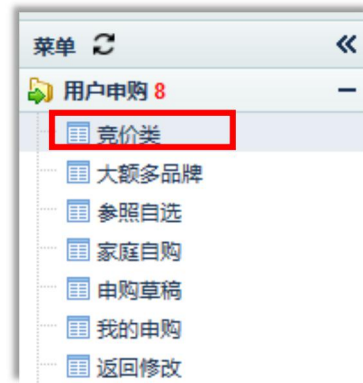 菜单
用户申购 8
竞价类
大额多品牌
参照自选
家庭自购
申购草稿
我的申购
返回修改